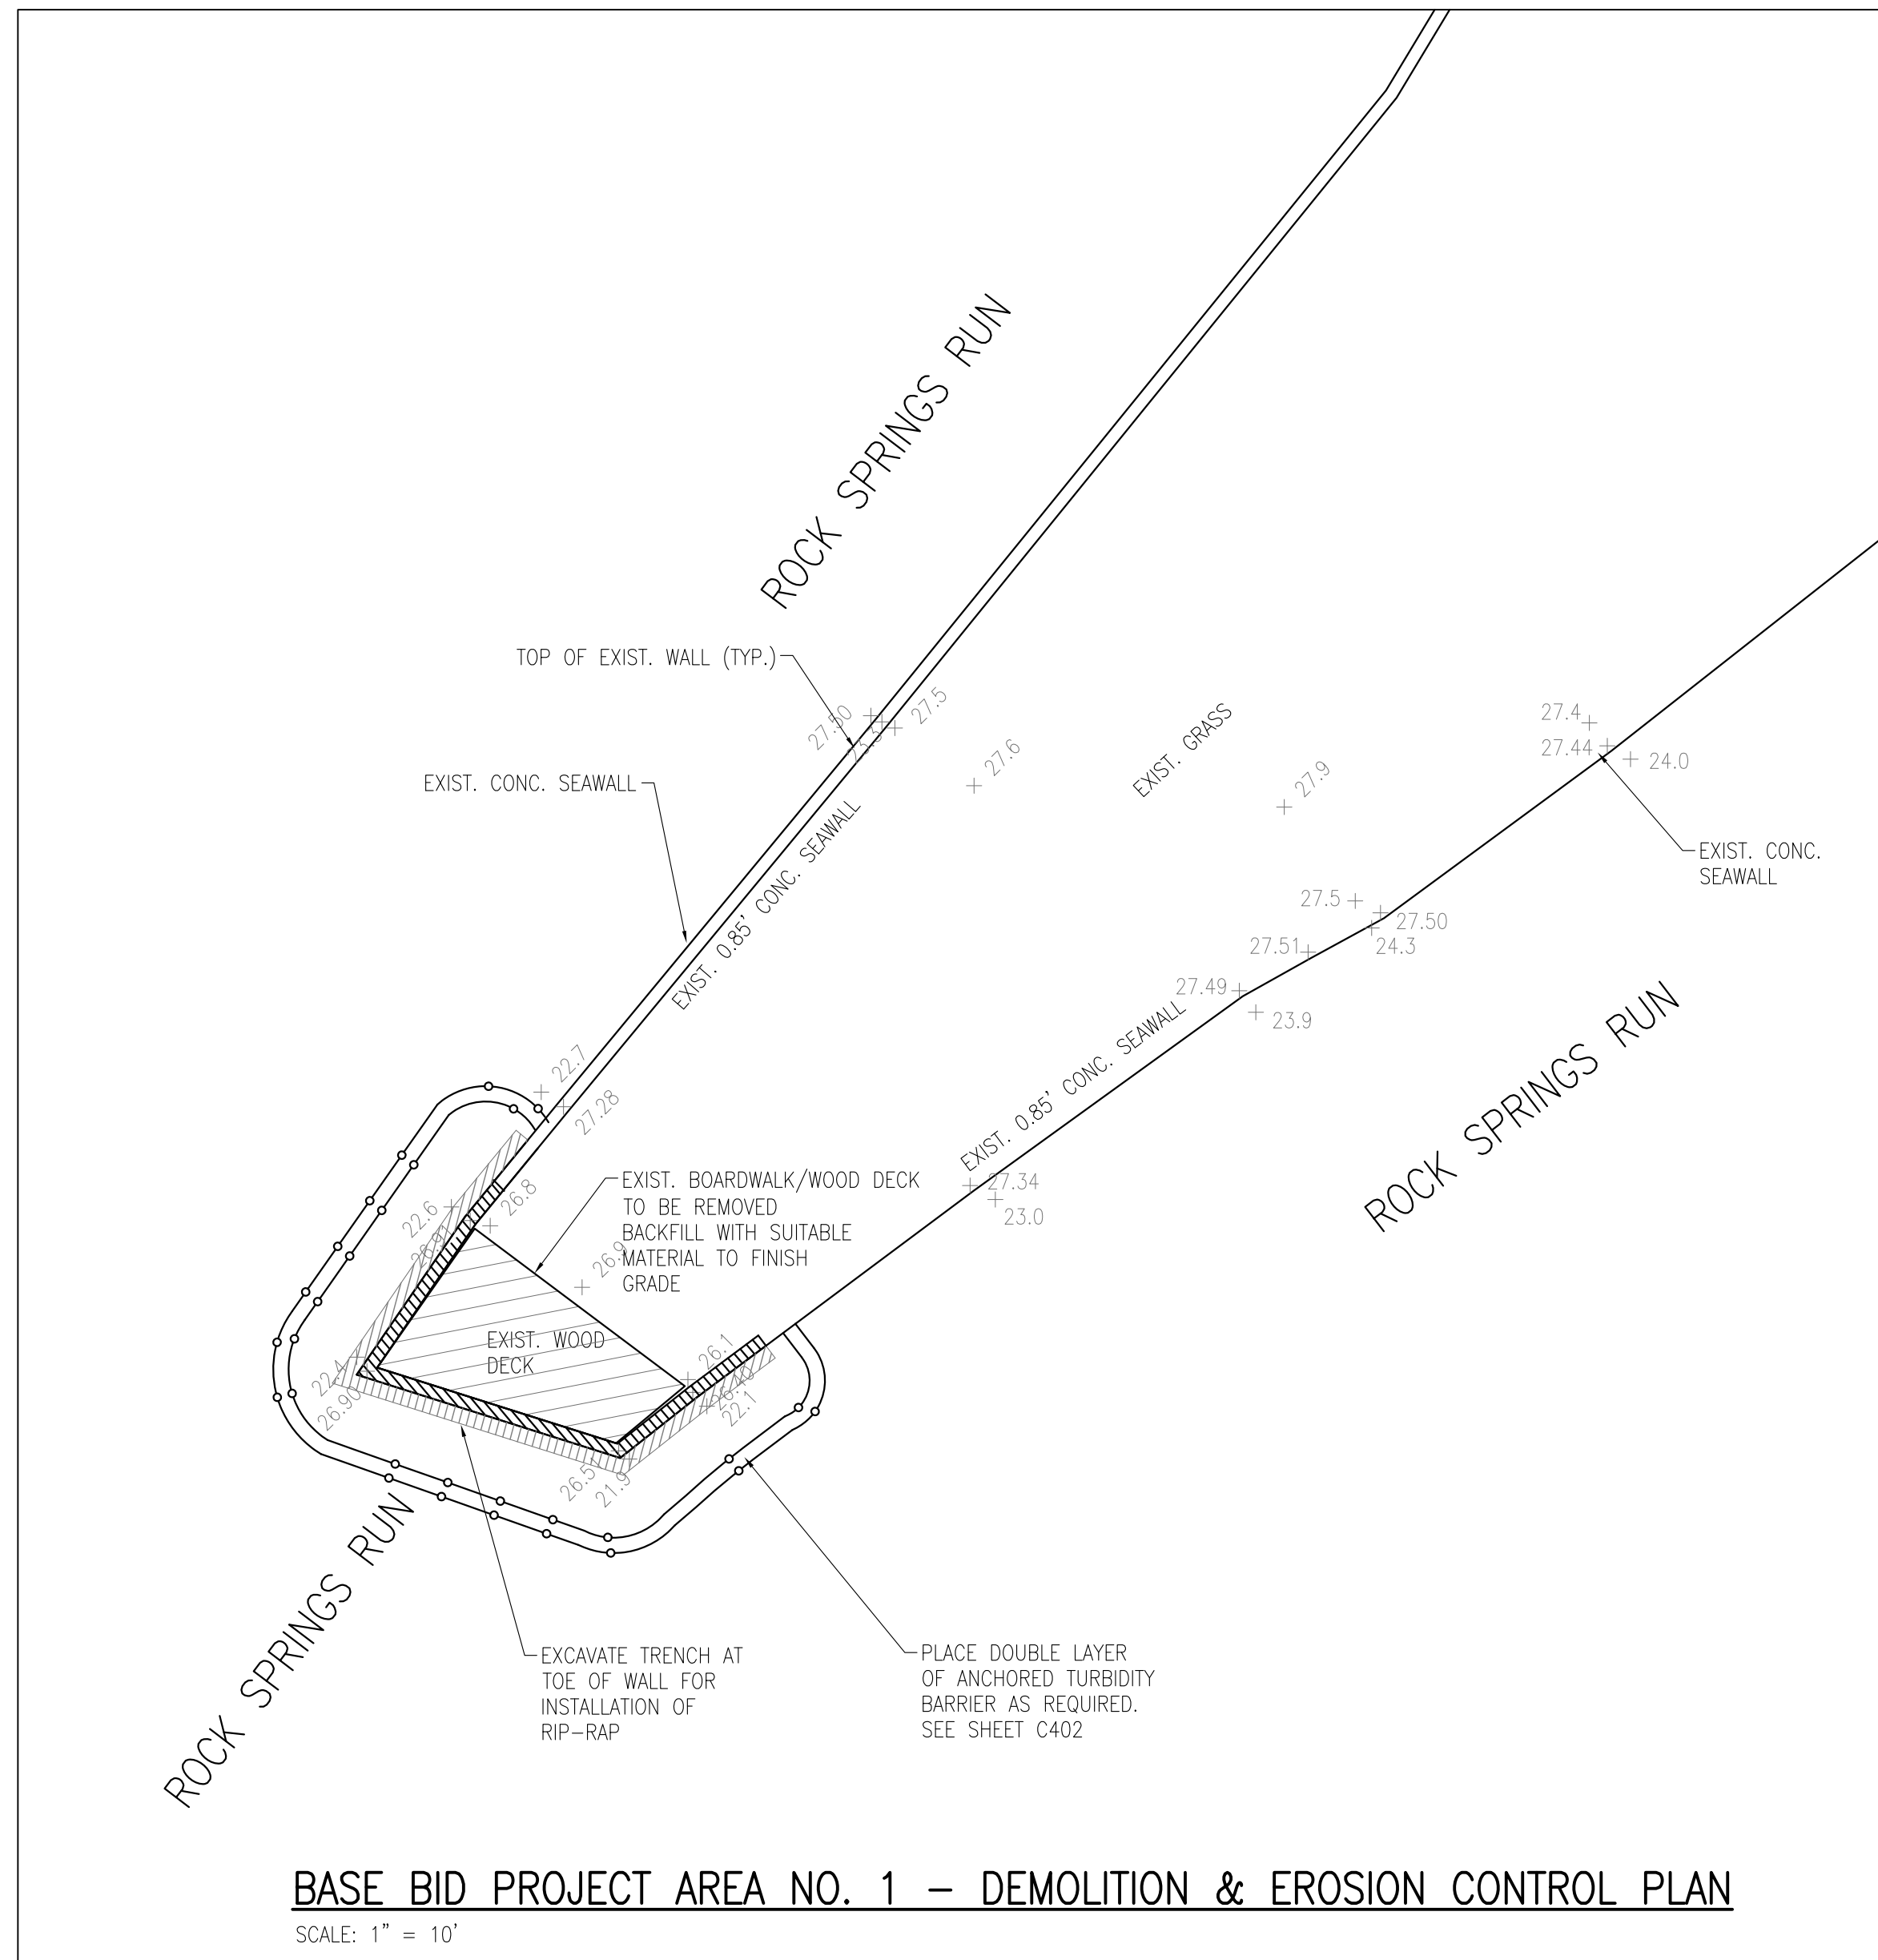 ROCK SPRINGS RUN
TOP OF EXIST. WALL (TYP.)
27.50
27.5
27.6
EXIST. GRASS
27.9
27.4
27.44
24.0
EXIST. CONC. SEAWALL
EXIST. 0.85' CONC. SEAWALL
EXIST. CONC.
SEAWALL
27.5
27.50
24.3
27.51
27.49
23.9
EXIST. 0.85' CONC. SEAWALL
ROCK SPRINGS RUN
22.7
27.28
27.34
23.0
22.6
26.8
26.9
EXIST. BOARDWALK/WOOD DECK
TO BE REMOVED
BACKFILL WITH SUITABLE
MATERIAL TO FINISH
GRADE
EXIST. WOOD
DECK
26.1
22.1
22.4
26.90
21.9
ROCK SPRINGS RUN
EXCAVATE TRENCH AT
TOE OF WALL FOR
INSTALLATION OF
RIP-RAP
PLACE DOUBLE LAYER
OF ANCHORED TURBIDITY
BARRIER AS REQUIRED.
SEE SHEET C402
BASE BID PROJECT AREA NO. 1 – DEMOLITION & EROSION CONTROL PLAN
SCALE: 1" = 10'